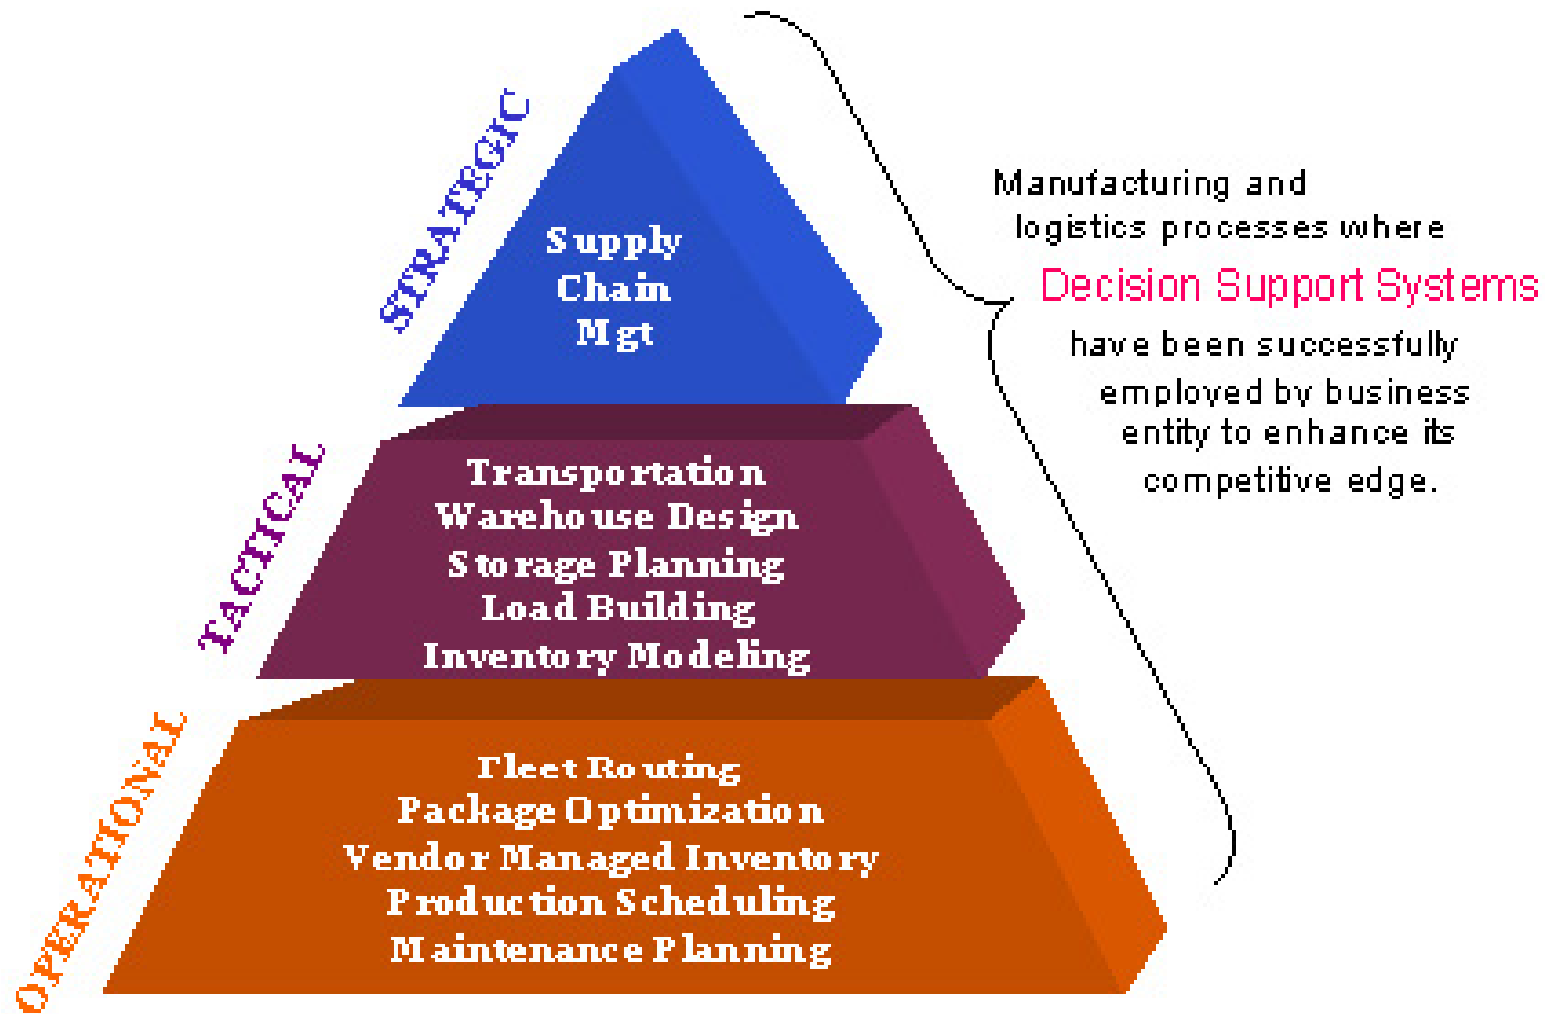 STRATEGIC
Supply
Chain
Mgt
Manufacturing and
logistics processes where
Decision Support Systems
have been successfully
employed by business
entity to enhance its
competitive edge.
TACTICAL
Transportation
Warehouse Design
Storage Planning
Load Building
Inventory Modeling
OPERATIONAL
Fleet Routing
Package Optimization
Vendor Managed Inventory
Production Scheduling
Maintenance Planning